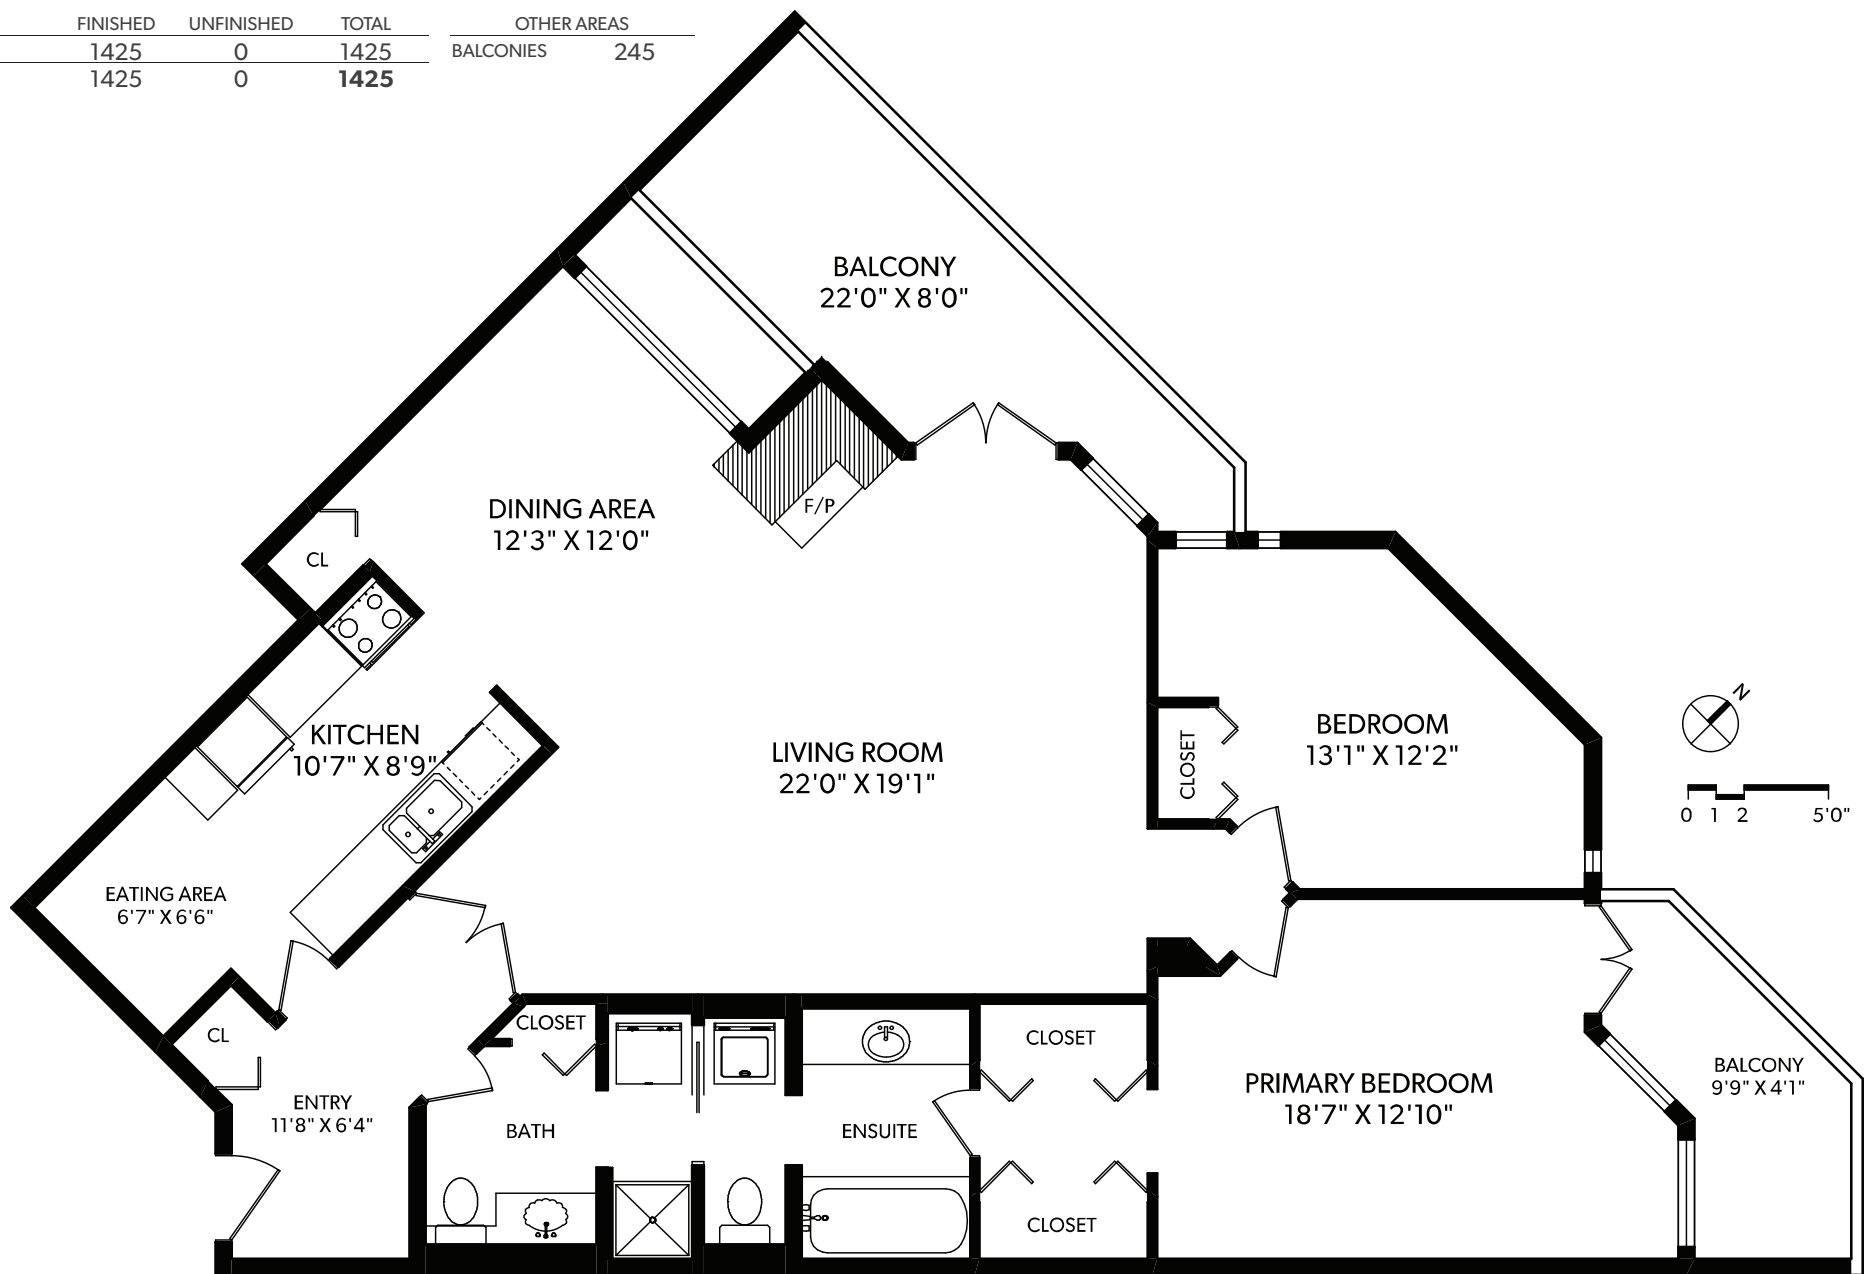 FINISHED UNFINISHED TOTAL OTHER AREAS
1425 0 1425 BALCONIES 245
1425 0 1425
BALCONY
22'0" X 8'0"
DINING AREA
12'3" X 12'0"
F/P
CL
KITCHEN
10'7" X 8'9"
LIVING ROOM
22'0" X 19'1"
CLOSET
BEDROOM
13'1" X 12'2"
N
0 1 2 5'0"
EATING AREA
6'7" X 6'6"
CL
CLOSET
ENTRY
11'8" X 6'4"
BATH
ENSUITE
CLOSET
CLOSET
PRIMARY BEDROOM
18'7" X 12'10"
BALCONY
9'9" X 4'1"